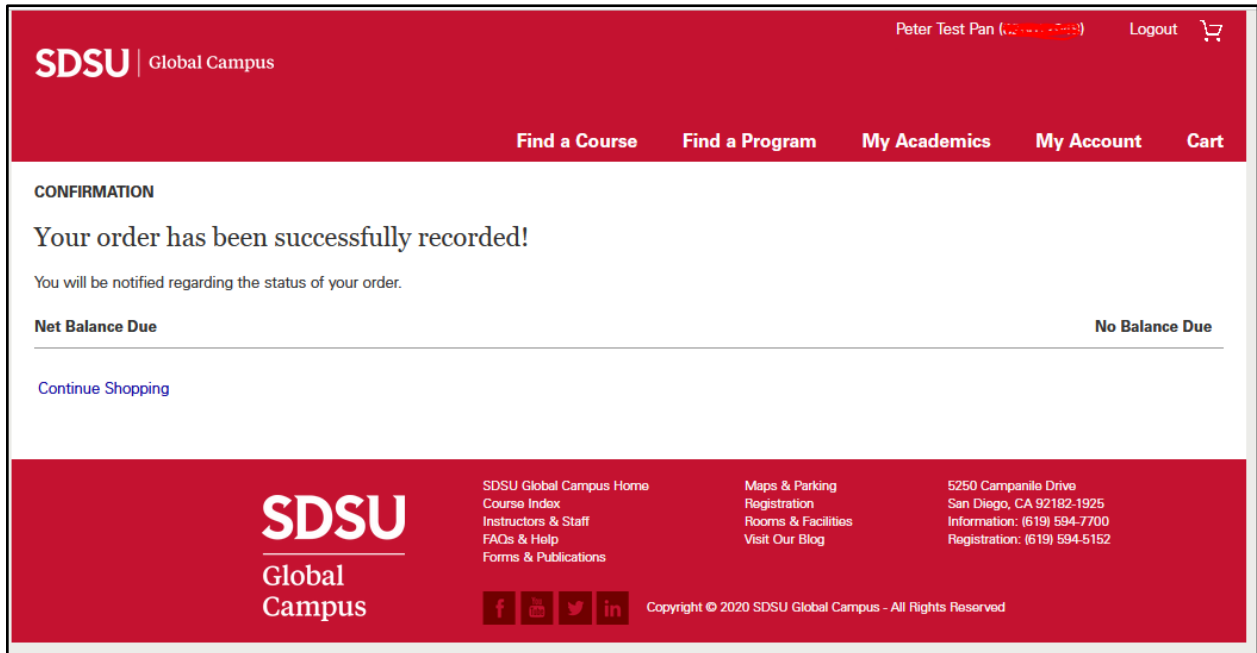 Peter Test Pan ( ) Logout
SDSU Global Campus
Find a Course Find a Program My Academics My Account Cart
CONFIRMATION
Your order has been successfully recorded!
You will be notified regarding the status of your order.
Net Balance Due No Balance Due
Continue Shopping
SDSU
Global
Campus
SDSU Global Campus Home
Course Index
Instructors & Staff
FAQs & Help
Forms & Publications
Maps & Parking
Registration
Rooms & Facilities
Visit Our Blog
5250 Campanile Drive
San Diego, CA 92182-1925
Information: (619) 594-7700
Registration: (619) 594-5152
f You Tube in
Copyright © 2020 SDSU Global Campus - All Rights Reserved